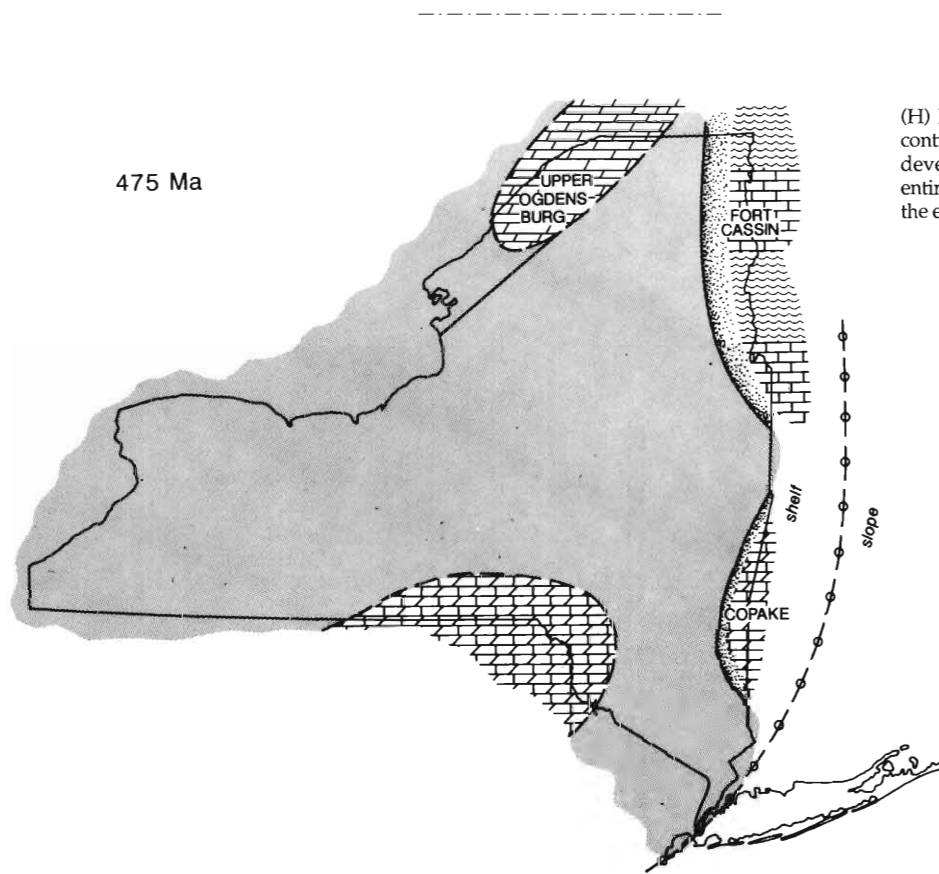 475 Ma
UPPER
OGDENS-
BURG
FORT
CASSIN
shelf
slope
COPAKE
(H)
cont
deve
entir
the e